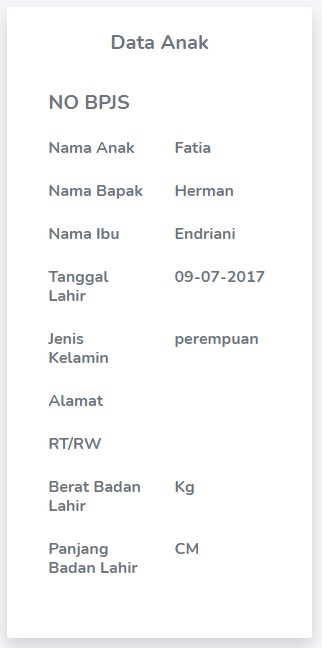 Data Anak
NO BPJS
Nama Anak Fatia
Nama Bapak Herman
Nama Ibu Endriani
Tanggal 09-07-2017
Lahir
Jenis perempuan
Kelamin
Alamat
RT/RW
Berat Badan Kg
Lahir
Panjang CM
Badan Lahir